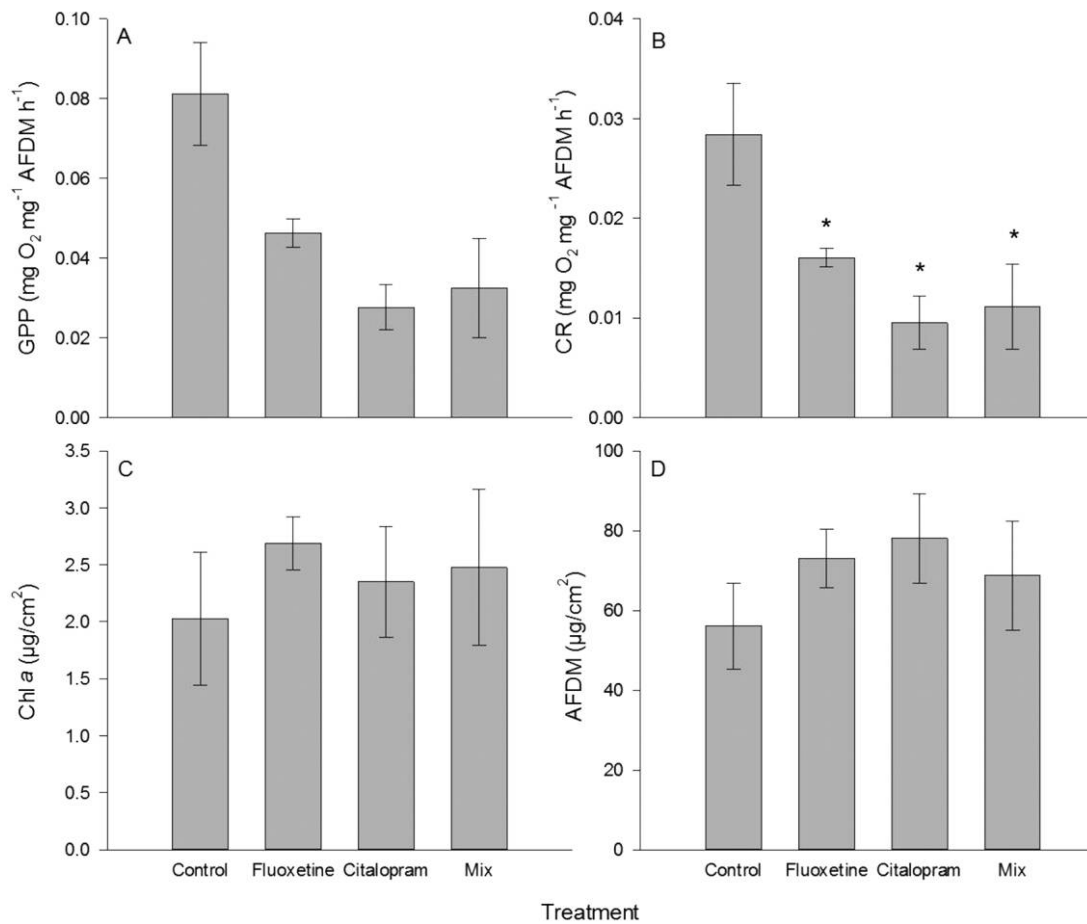 A
GPP (mg O₂ mg⁻¹ AFDM h⁻¹)
0.10
0.08
0.06
0.04
0.02
0.00
B
CR (mg O₂ mg⁻¹ AFDM h⁻¹)
0.04
0.03
0.02
0.01
0.00
*
*
*
C
Chl a (µg/cm²)
3.5
3.0
2.5
2.0
1.5
1.0
0.5
0.0
Control Fluoxetine Citalopram Mix
D
AFDM (µg/cm²)
100
80
60
40
20
0
Control Fluoxetine Citalopram Mix
Treatment